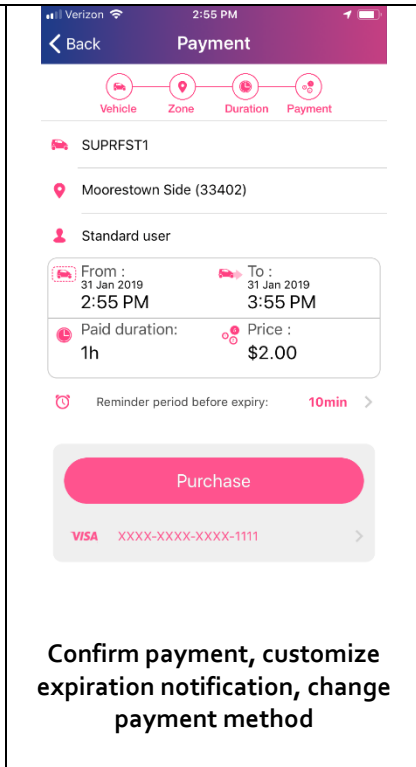 Verizon 2:55 PM
Back Payment
Vehicle Zone Duration Payment
SUPRFST1
Moorestown Side (33402)
Standard user
From : To :
31 Jan 2019 31 Jan 2019
2:55 PM 3:55 PM
Paid duration: Price :
1h $2.00
Reminder period before expiry: 10min
Purchase
VISA XXXX-XXXX-XXXX-1111
Confirm payment, customize
expiration notification, change
payment method